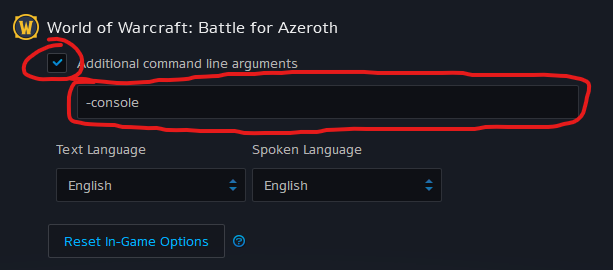 World of Warcraft: Battle for Azeroth
Additional command line arguments
-console
Text Language Spoken Language
English English
Reset In-Game Options ?